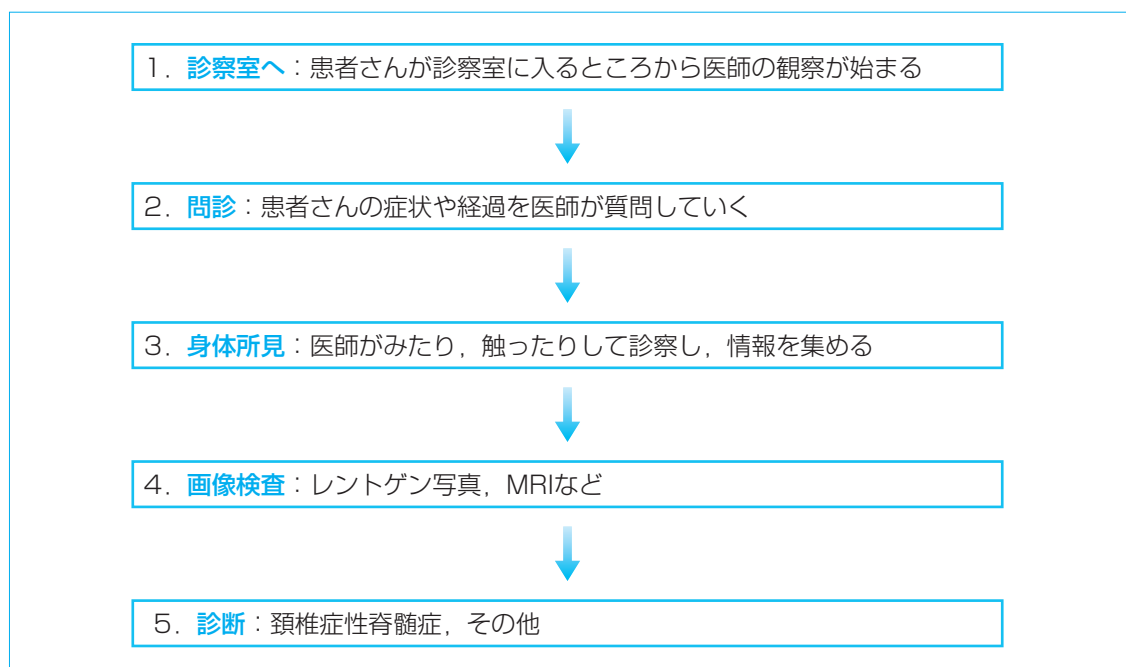 1．診察室へ：患者さんが診察室に入るところから医師の観察が始まる
2．問診：患者さんの症状や経過を医師が質問していく
3．身体所見：医師がみたり，触ったりして診察し，情報を集める
4．画像検査：レントゲン写真，MRIなど
5．診断：頚椎症性脊髄症，その他